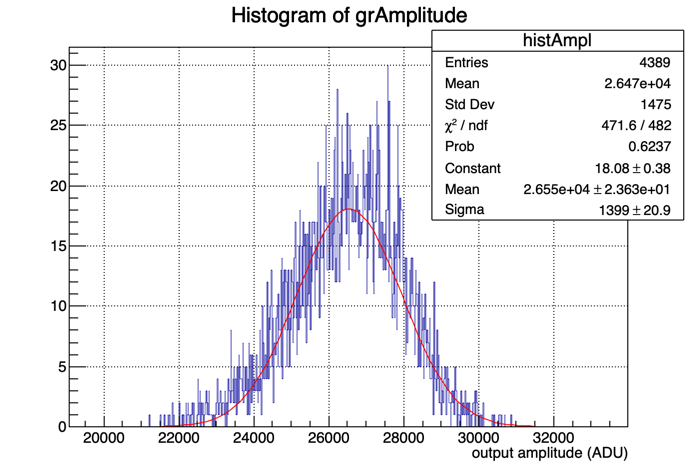 Histogram of grAmplitude
histAmpl
Entries 4389
Mean 2.647e+04
Std Dev 1475
χ² / ndf 471.6 / 482
Prob 0.6237
Constant 18.08 ± 0.38
Mean 2.655e+04 ± 2.363e+01
Sigma 1399 ± 20.9
30
25
20
15
10
5
0
20000 22000 24000 26000 28000 30000 32000
output amplitude (ADU)